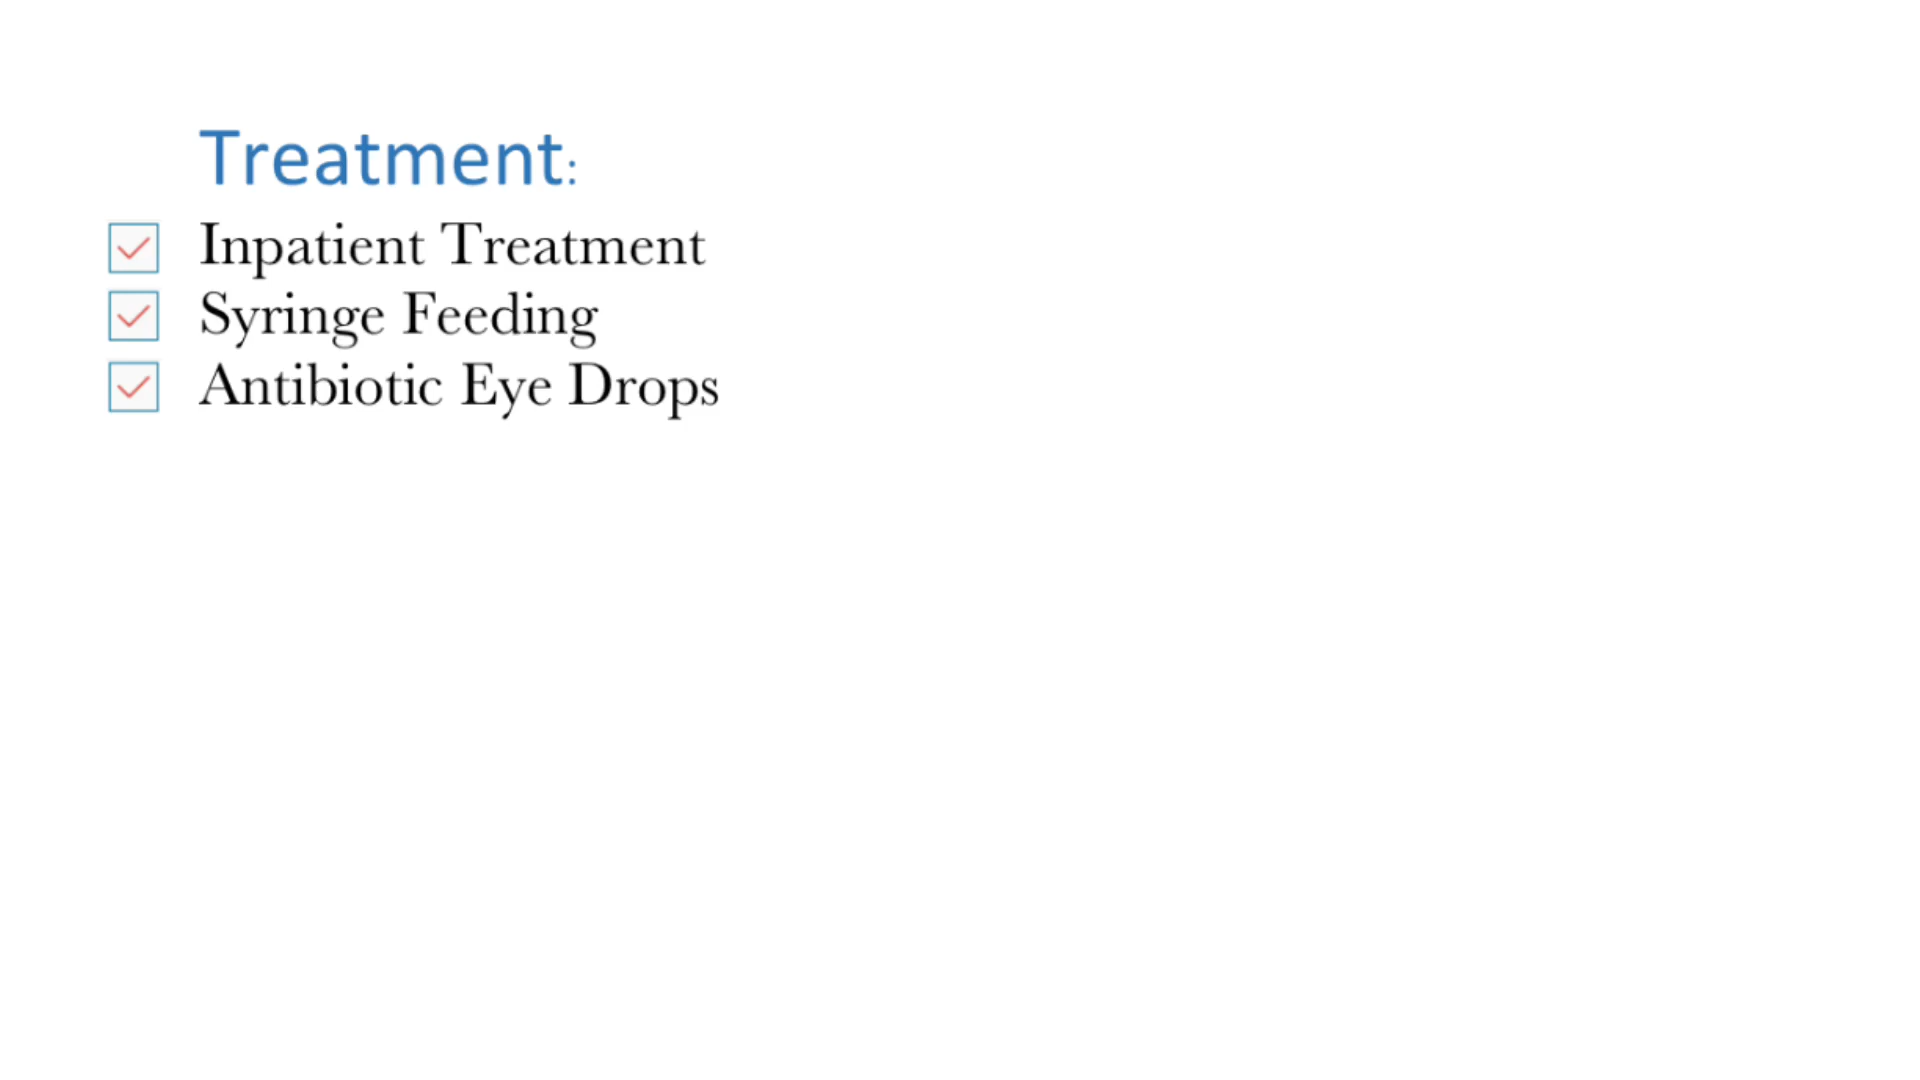 Treatment:
Inpatient Treatment
Syringe Feeding
Antibiotic Eye Drops